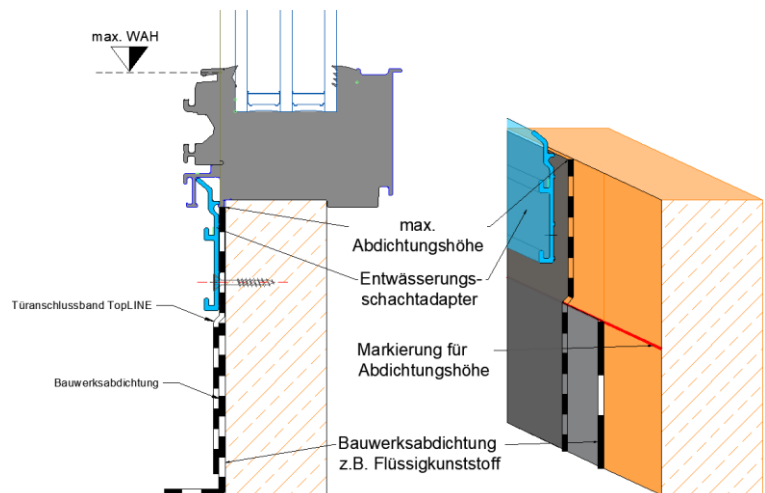 max. WAH
max.
Abdichtungshöhe
Entwässerungs-
schachtadapter
Türanschlussband TopLINE
Markierung für
Abdichtungshöhe
Bauwerksabdichtung
Bauwerksabdichtung
z.B. Flüssigkunststoff